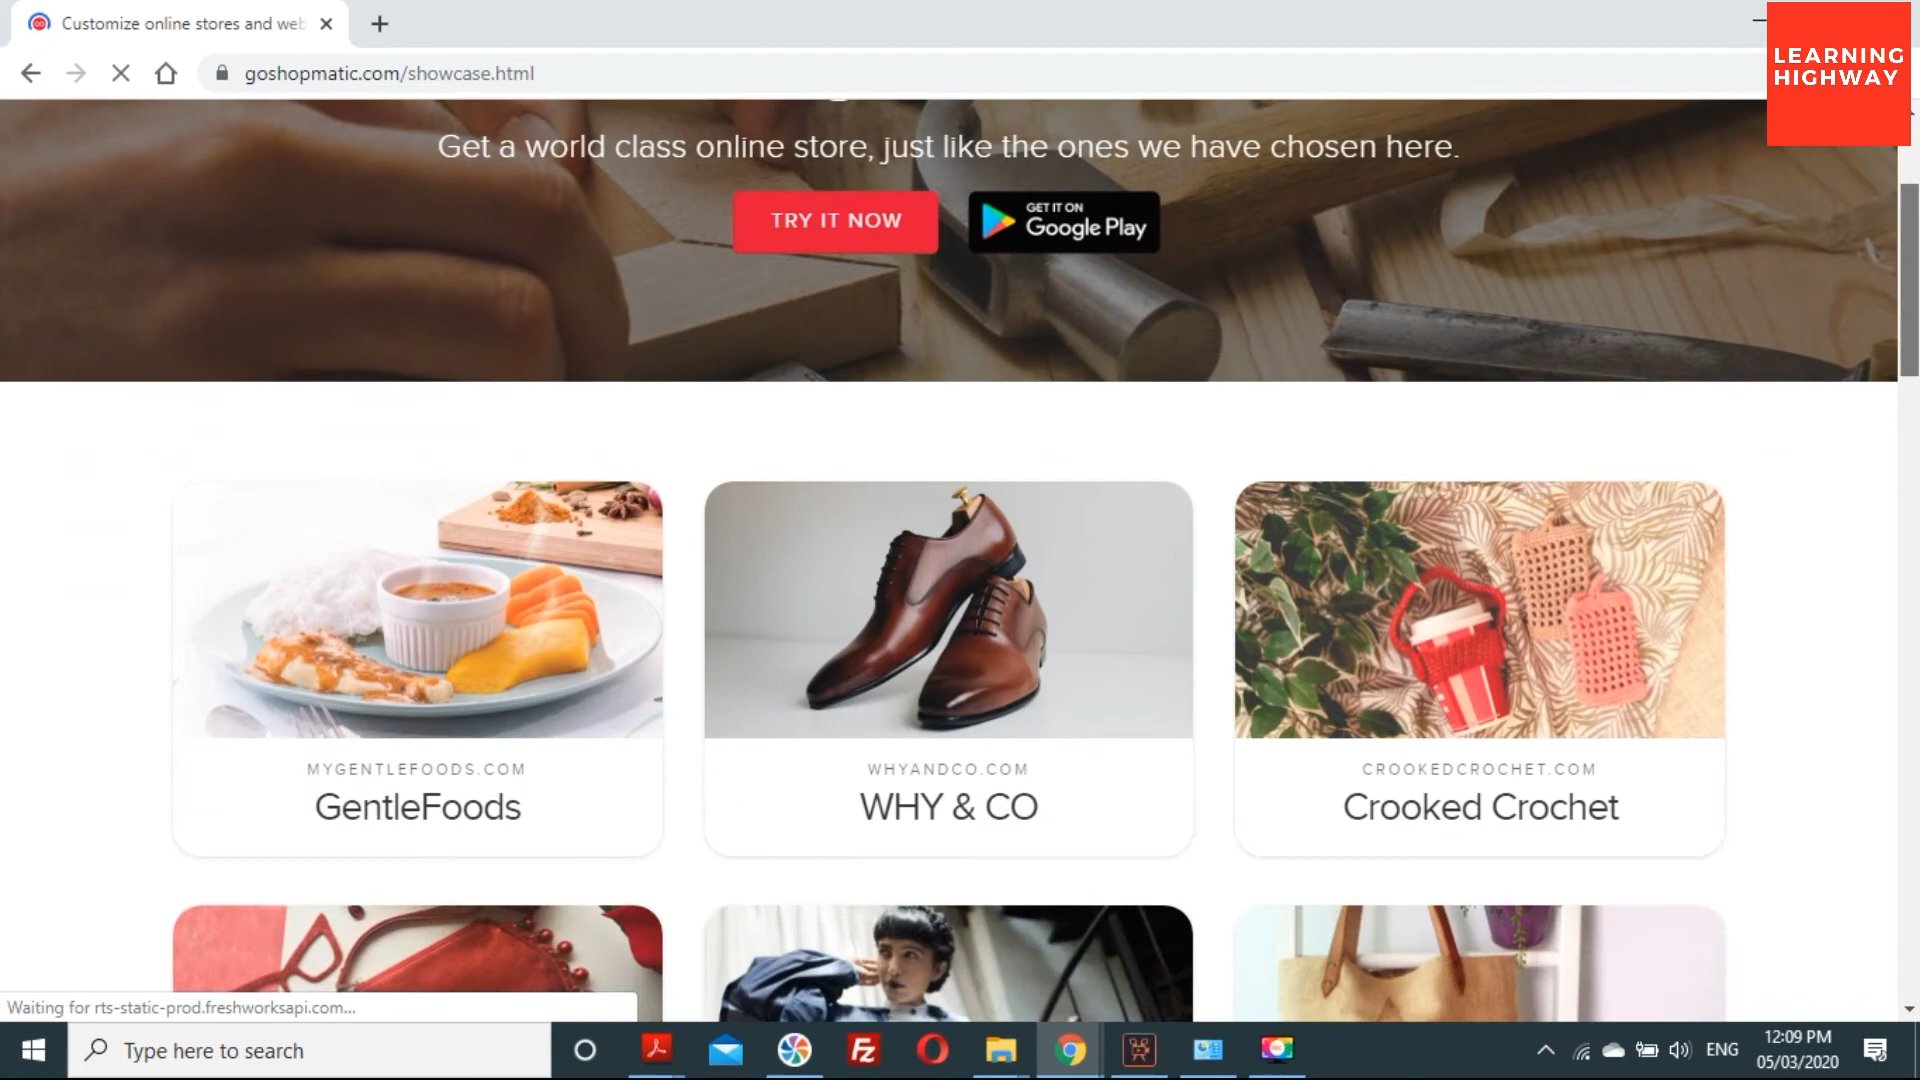 Customize online stores and web
LEARNING
HIGHWAY
goshopmatic.com/showcase.html
Get a world class online store, just like the ones we have chosen here.
TRY IT NOW
GET IT ON
Google Play
MYGENTLEFOODS.COM
GentleFoods
WHYANDCO.COM
WHY & CO
CROOKEDCROCHET.COM
Crooked Crochet
Waiting for rts-static-prod.freshworksapi.com...
Type here to search
Fz
ENG
12:09 PM
05/03/2020